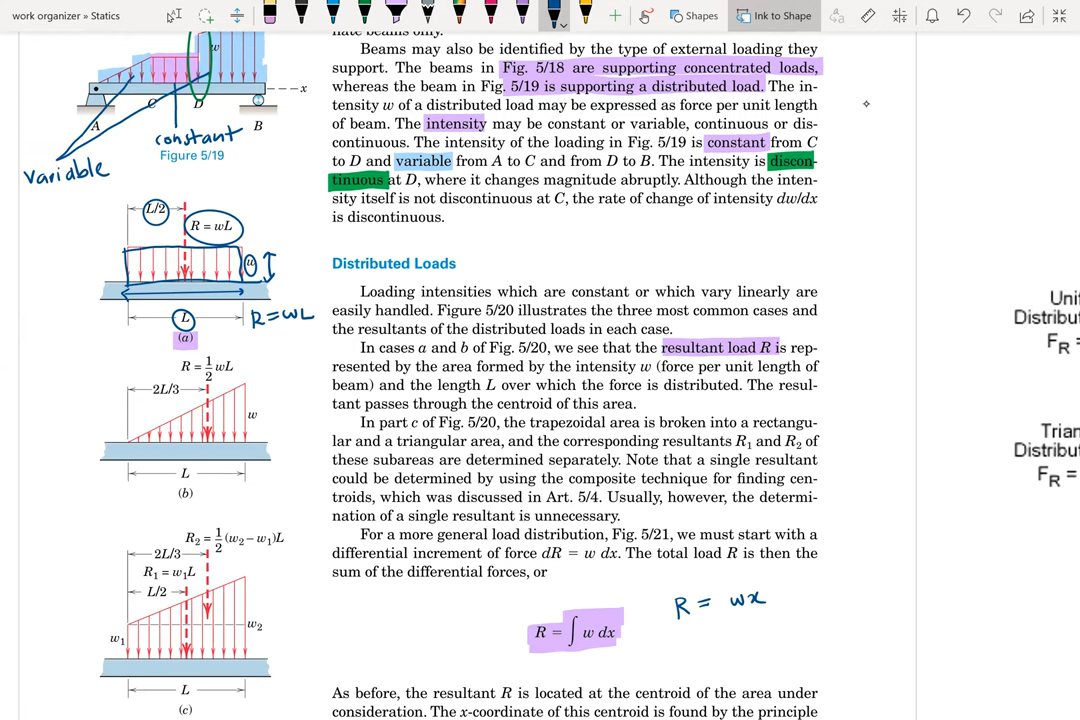 work organizer » Statics
Shapes
Ink to Shape
w
x
A
C
D
B
constant
Figure 5/19
variable
L/2
R = wL
w
L
R = wL
(a)
R = 1/2 wL
2L/3
w
L
(b)
R2 = 1/2 (w2 – w1)L
2L/3
R1 = w1L
L/2
w1
w2
L
(c)
nate beams only.
Beams may also be identified by the type of external loading they
support. The beams in Fig. 5/18 are supporting concentrated loads,
whereas the beam in Fig. 5/19 is supporting a distributed load. The in-
tensity w of a distributed load may be expressed as force per unit length
of beam. The intensity may be constant or variable, continuous or dis-
continuous. The intensity of the loading in Fig. 5/19 is constant from C
to D and variable from A to C and from D to B. The intensity is discon-
tinuous at D, where it changes magnitude abruptly. Although the inten-
sity itself is not discontinuous at C, the rate of change of intensity dw/dx
is discontinuous.
Distributed Loads
Loading intensities which are constant or which vary linearly are
easily handled. Figure 5/20 illustrates the three most common cases and
the resultants of the distributed loads in each case.
In cases a and b of Fig. 5/20, we see that the resultant load R is rep-
resented by the area formed by the intensity w (force per unit length of
beam) and the length L over which the force is distributed. The resul-
tant passes through the centroid of this area.
In part c of Fig. 5/20, the trapezoidal area is broken into a rectangu-
lar and a triangular area, and the corresponding resultants R1 and R2 of
these subareas are determined separately. Note that a single resultant
could be determined by using the composite technique for finding cen-
troids, which was discussed in Art. 5/4. Usually, however, the determi-
nation of a single resultant is unnecessary.
For a more general load distribution, Fig. 5/21, we must start with a
differential increment of force dR = w dx. The total load R is then the
sum of the differential forces, or
R = wx
R = ∫ w dx
As before, the resultant R is located at the centroid of the area under
consideration. The x-coordinate of this centroid is found by the principle
Unif
Distribu
FR =
Trian
Distribu
FR =